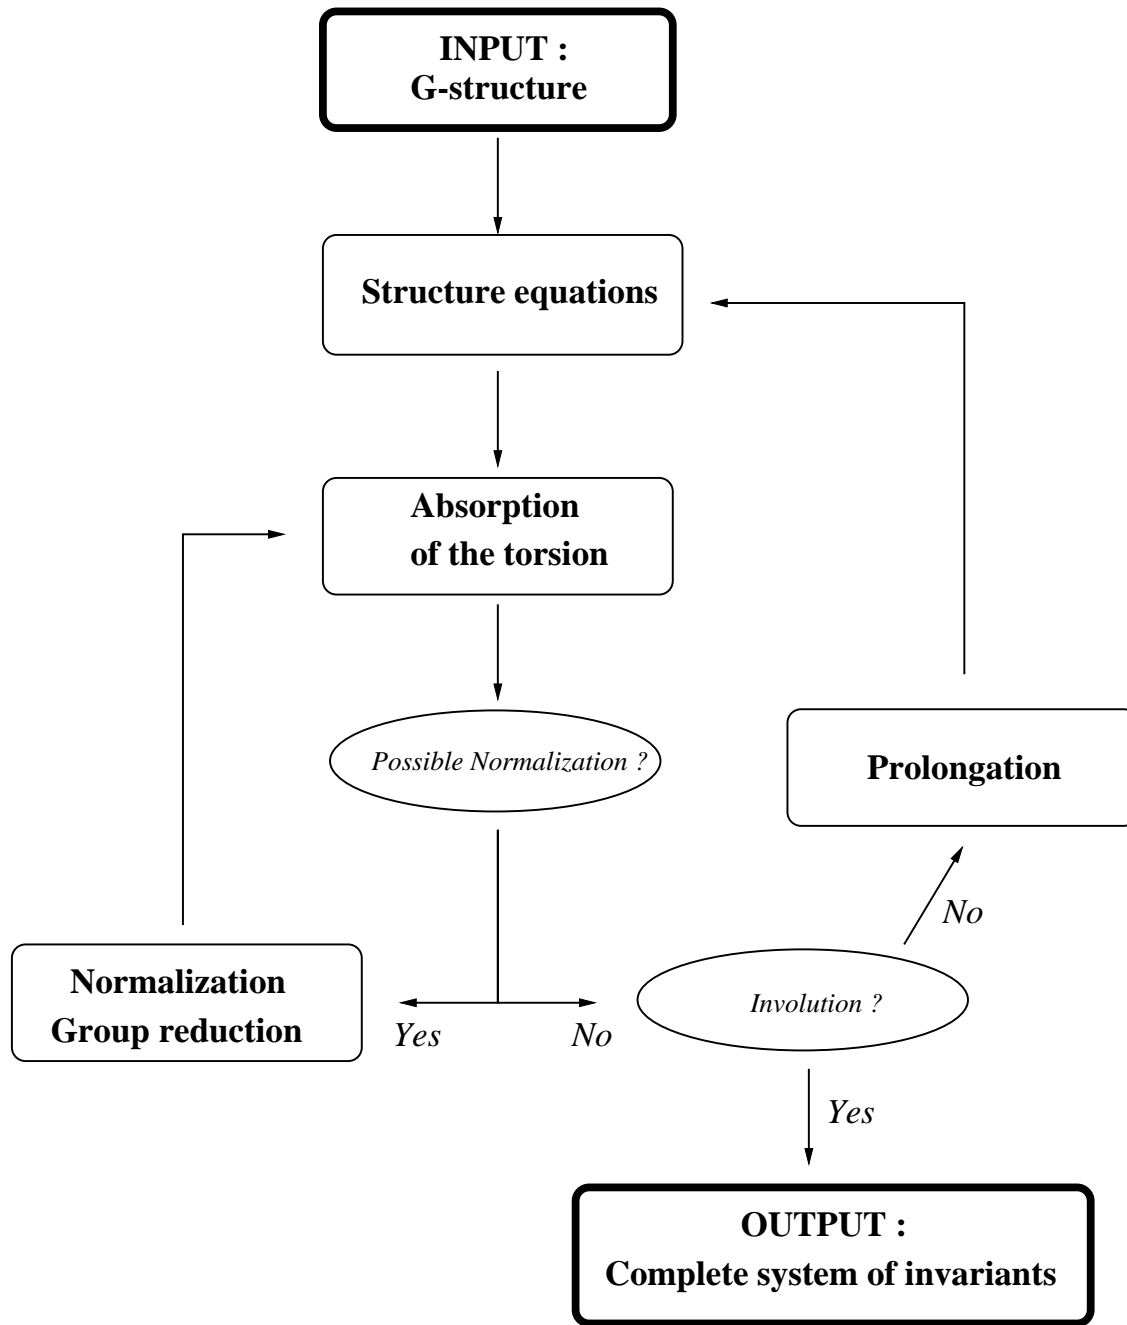 INPUT :
G-structure
Structure equations
Absorption
of the torsion
Possible Normalization ?
Prolongation
No
Normalization
Group reduction
Yes
No
Involution ?
Yes
OUTPUT :
Complete system of invariants